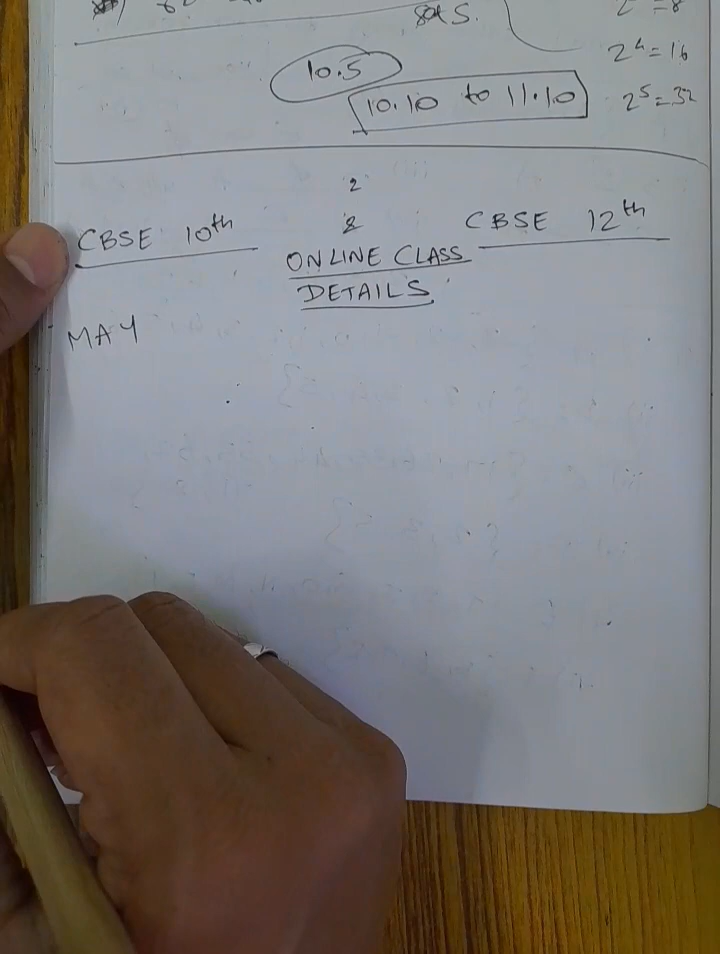 2⁴ = 16
10.5
10.10 to 11.10
2⁵ = 32
2
CBSE 10th
CBSE 12th
ONLINE CLASS
DETAILS
MAY